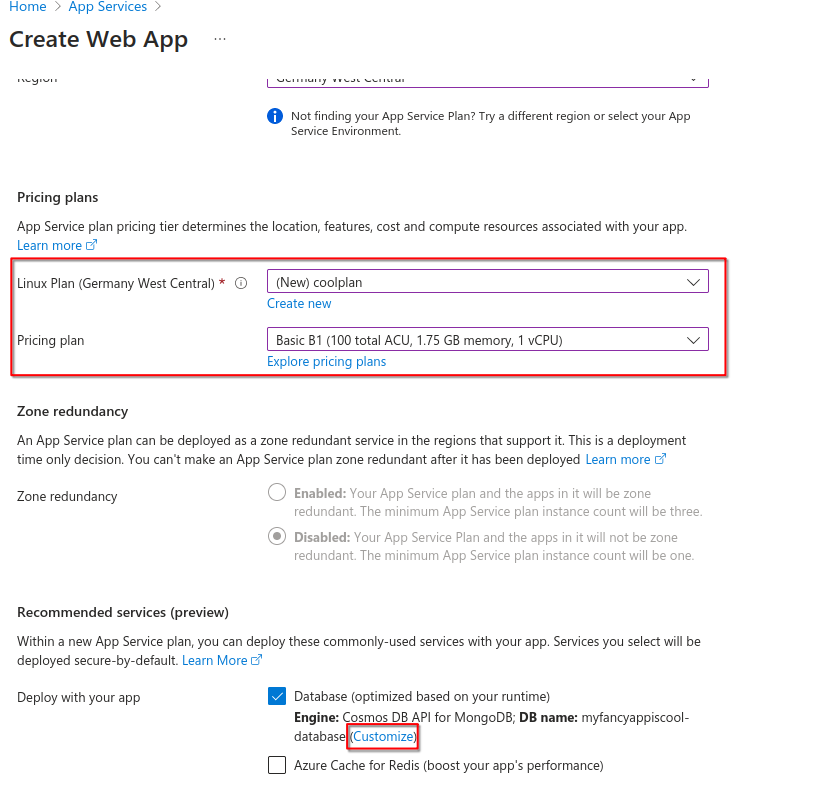 Home > App Services >
Create Web App ...
Region
Germany West Central
Not finding your App Service Plan? Try a different region or select your App
Service Environment.
Pricing plans
App Service plan pricing tier determines the location, features, cost and compute resources associated with your app.
Learn more
Linux Plan (Germany West Central) *
(New) coolplan
Create new
Pricing plan
Basic B1 (100 total ACU, 1.75 GB memory, 1 vCPU)
Explore pricing plans
Zone redundancy
An App Service plan can be deployed as a zone redundant service in the regions that support it. This is a deployment
time only decision. You can't make an App Service plan zone redundant after it has been deployed Learn more
Zone redundancy
Enabled: Your App Service plan and the apps in it will be zone
redundant. The minimum App Service plan instance count will be three.
Disabled: Your App Service Plan and the apps in it will not be zone
redundant. The minimum App Service plan instance count will be one.
Recommended services (preview)
Within a new App Service plan, you can deploy these commonly-used services with your app. Services you select will be
deployed secure-by-default. Learn More
Deploy with your app
Database (optimized based on your runtime)
Engine: Cosmos DB API for MongoDB; DB name: myfancyappiscool-
database (Customize)
Azure Cache for Redis (boost your app's performance)